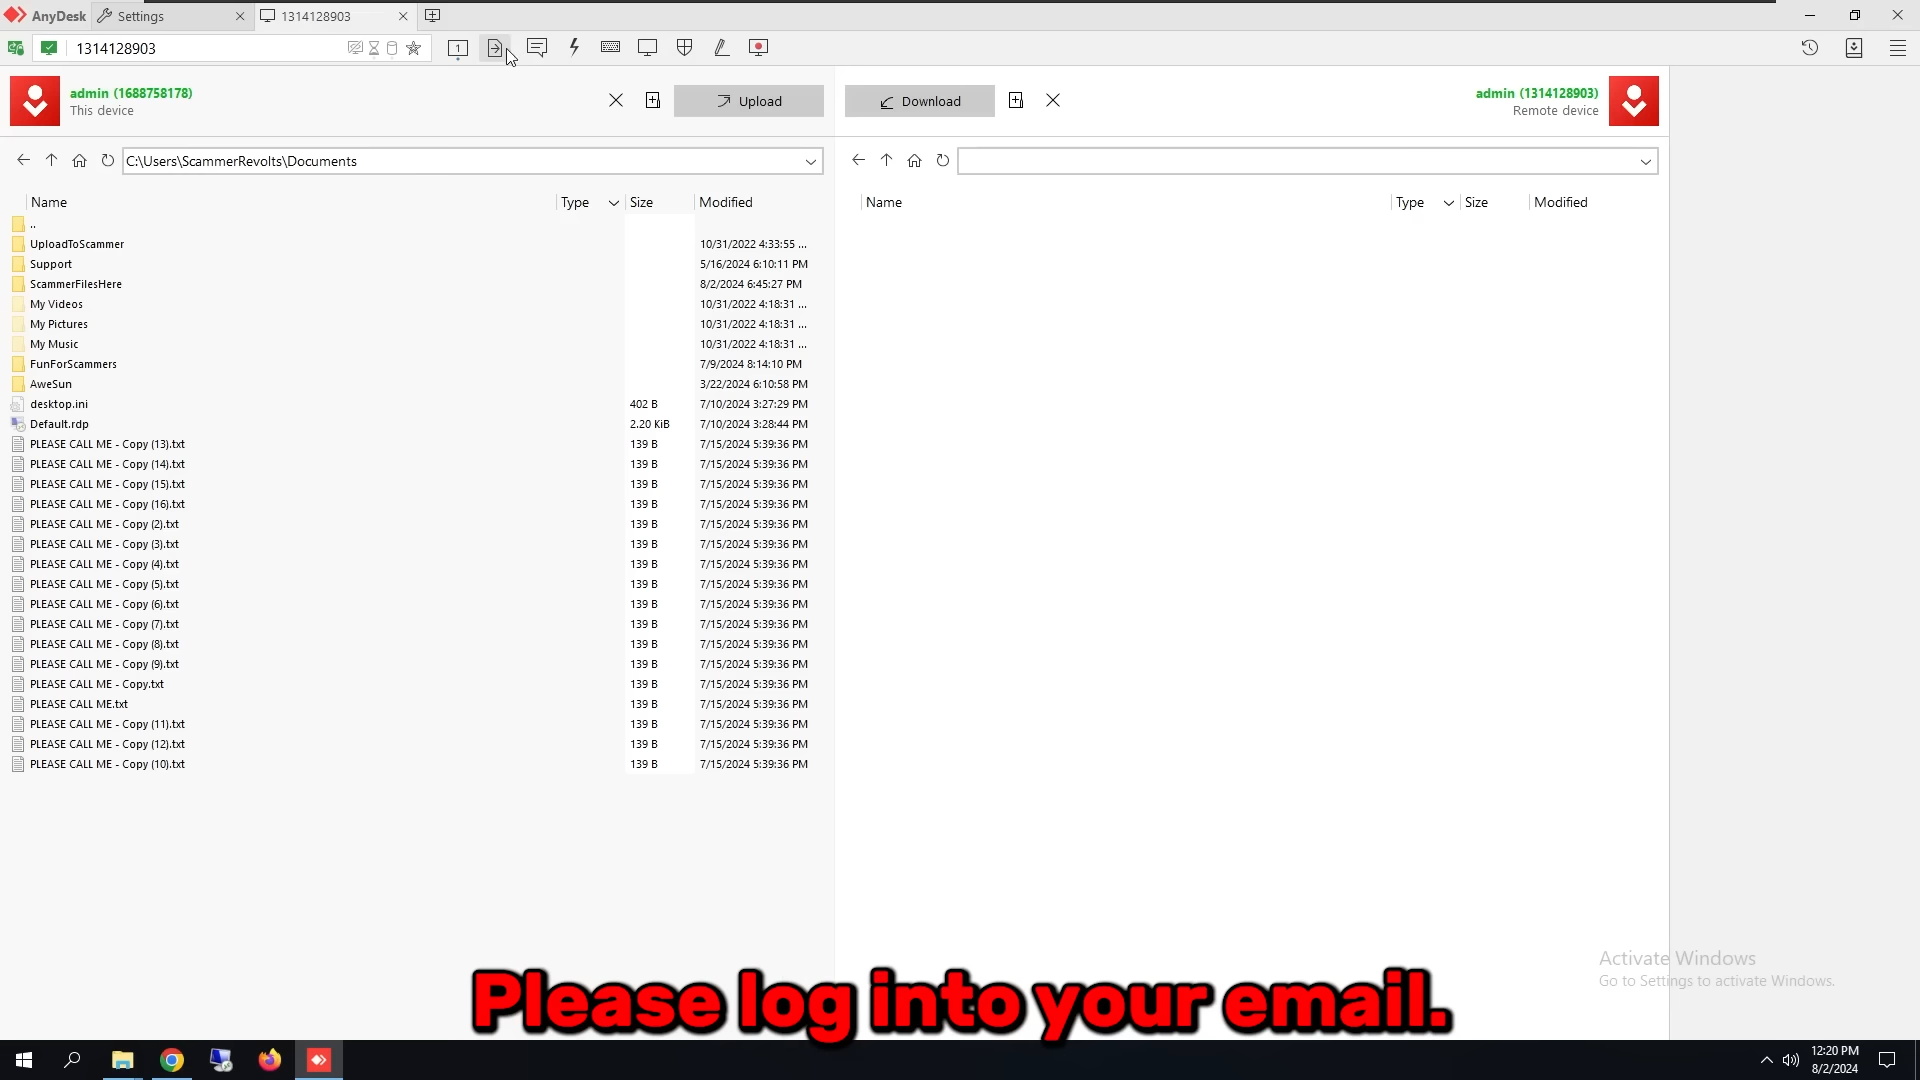 AnyDesk Settings 1314128903
1314128903 1
admin (1688758178)
This device
Upload
Download
admin (1314128903)
Remote device
C:\Users\ScammerRevolts\Documents
Name Type Size Modified
Name Type Size Modified
..
UploadToScammer 10/31/2022 4:33:55 ...
Support 5/16/2024 6:10:11 PM
ScammerFilesHere 8/2/2024 6:45:27 PM
My Videos 10/31/2022 4:18:31 ...
My Pictures 10/31/2022 4:18:31 ...
My Music 10/31/2022 4:18:31 ...
FunForScammers 7/9/2024 8:14:10 PM
AweSun 3/22/2024 6:10:58 PM
desktop.ini 402 B 7/10/2024 3:27:29 PM
Default.rdp 2.20 KiB 7/10/2024 3:28:44 PM
PLEASE CALL ME - Copy (13).txt 139 B 7/15/2024 5:39:36 PM
PLEASE CALL ME - Copy (14).txt 139 B 7/15/2024 5:39:36 PM
PLEASE CALL ME - Copy (15).txt 139 B 7/15/2024 5:39:36 PM
PLEASE CALL ME - Copy (16).txt 139 B 7/15/2024 5:39:36 PM
PLEASE CALL ME - Copy (2).txt 139 B 7/15/2024 5:39:36 PM
PLEASE CALL ME - Copy (3).txt 139 B 7/15/2024 5:39:36 PM
PLEASE CALL ME - Copy (4).txt 139 B 7/15/2024 5:39:36 PM
PLEASE CALL ME - Copy (5).txt 139 B 7/15/2024 5:39:36 PM
PLEASE CALL ME - Copy (6).txt 139 B 7/15/2024 5:39:36 PM
PLEASE CALL ME - Copy (7).txt 139 B 7/15/2024 5:39:36 PM
PLEASE CALL ME - Copy (8).txt 139 B 7/15/2024 5:39:36 PM
PLEASE CALL ME - Copy (9).txt 139 B 7/15/2024 5:39:36 PM
PLEASE CALL ME - Copy.txt 139 B 7/15/2024 5:39:36 PM
PLEASE CALL ME.txt 139 B 7/15/2024 5:39:36 PM
PLEASE CALL ME - Copy (11).txt 139 B 7/15/2024 5:39:36 PM
PLEASE CALL ME - Copy (12).txt 139 B 7/15/2024 5:39:36 PM
PLEASE CALL ME - Copy (10).txt 139 B 7/15/2024 5:39:36 PM
Activate Windows
Go to Settings to activate Windows.
Please log into your email.
12:20 PM
8/2/2024